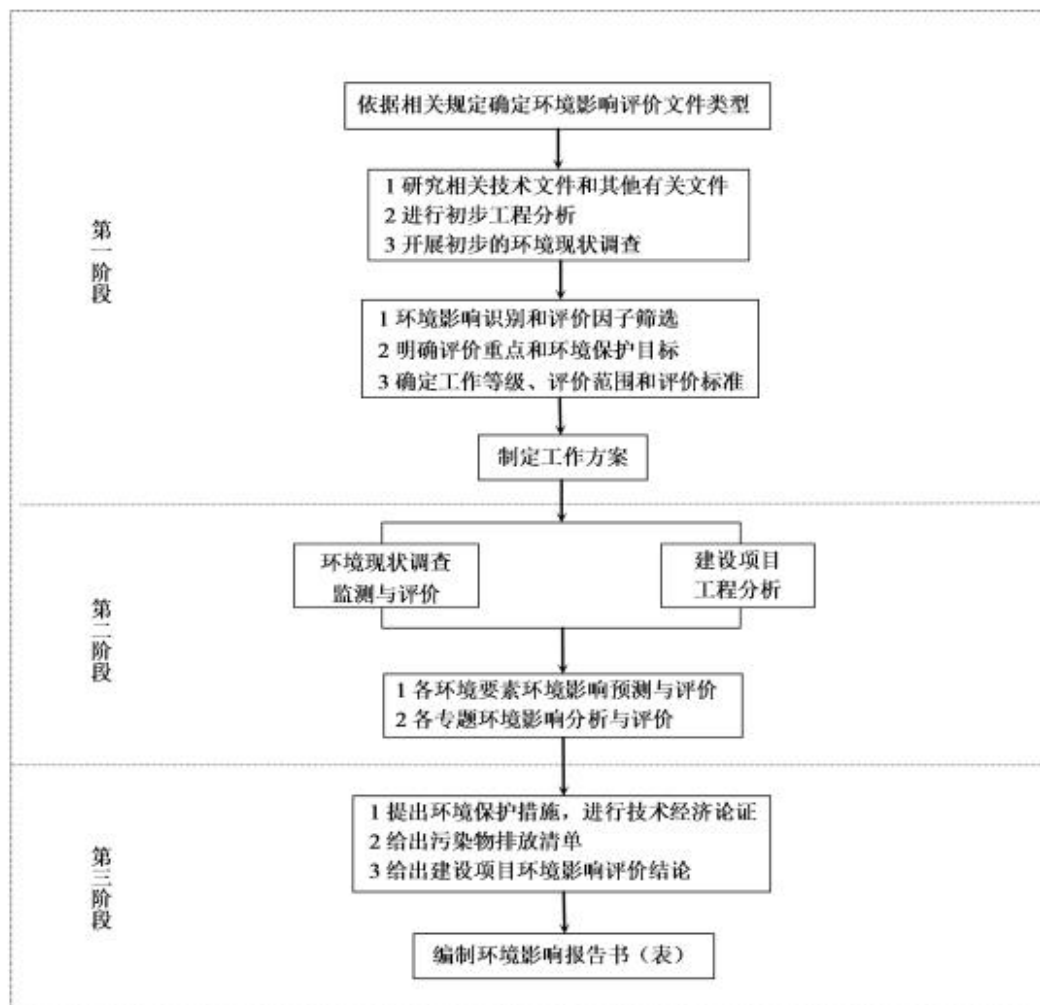 依据相关规定确定环境影响评价文件类型
1 研究相关技术文件和其他有关文件
2 进行初步工程分析
3 开展初步的环境现状调查
第一阶段
1 环境影响识别和评价因子筛选
2 明确评价重点和环境保护目标
3 确定工作等级、评价范围和评价标准
制定工作方案
环境现状调查
监测与评价
建设项目
工程分析
第二阶段
1 各环境要素环境影响预测与评价
2 各专题环境影响分析与评价
1 提出环境保护措施，进行技术经济论证
2 给出污染物排放清单
3 给出建设项目环境影响评价结论
第三阶段
编制环境影响报告书（表）